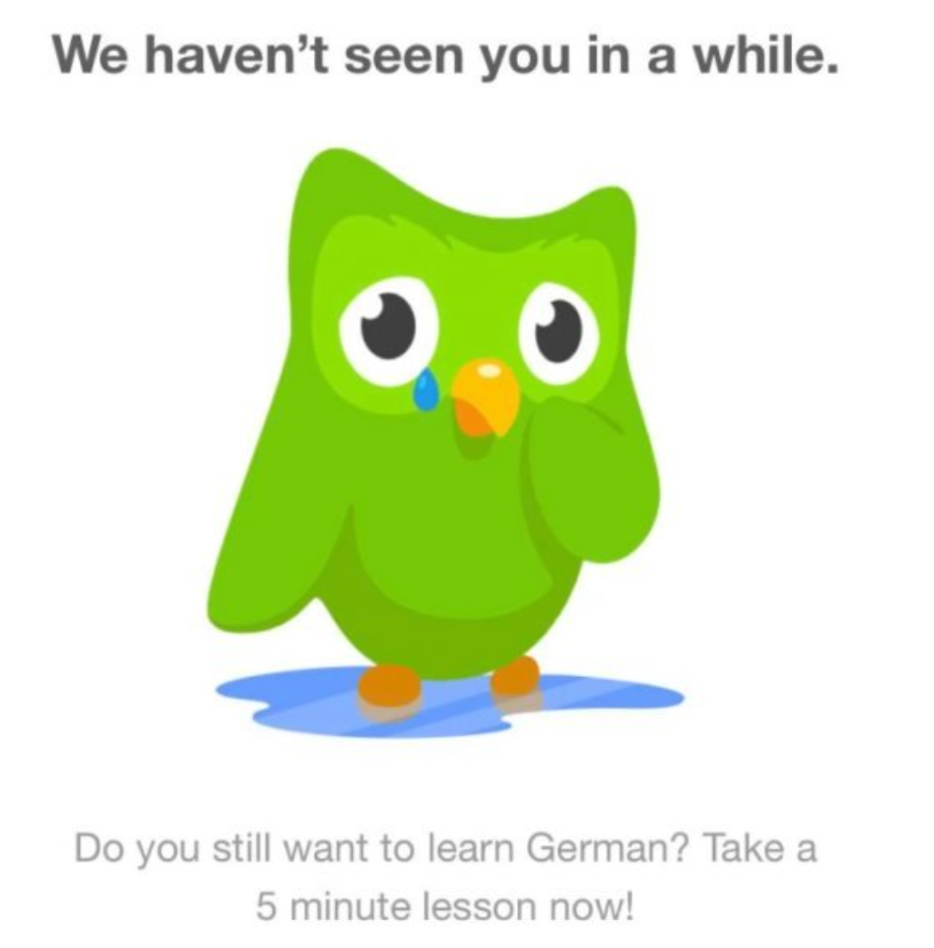 We haven’t seen you in a while.
Do you still want to learn German? Take a
5 minute lesson now!